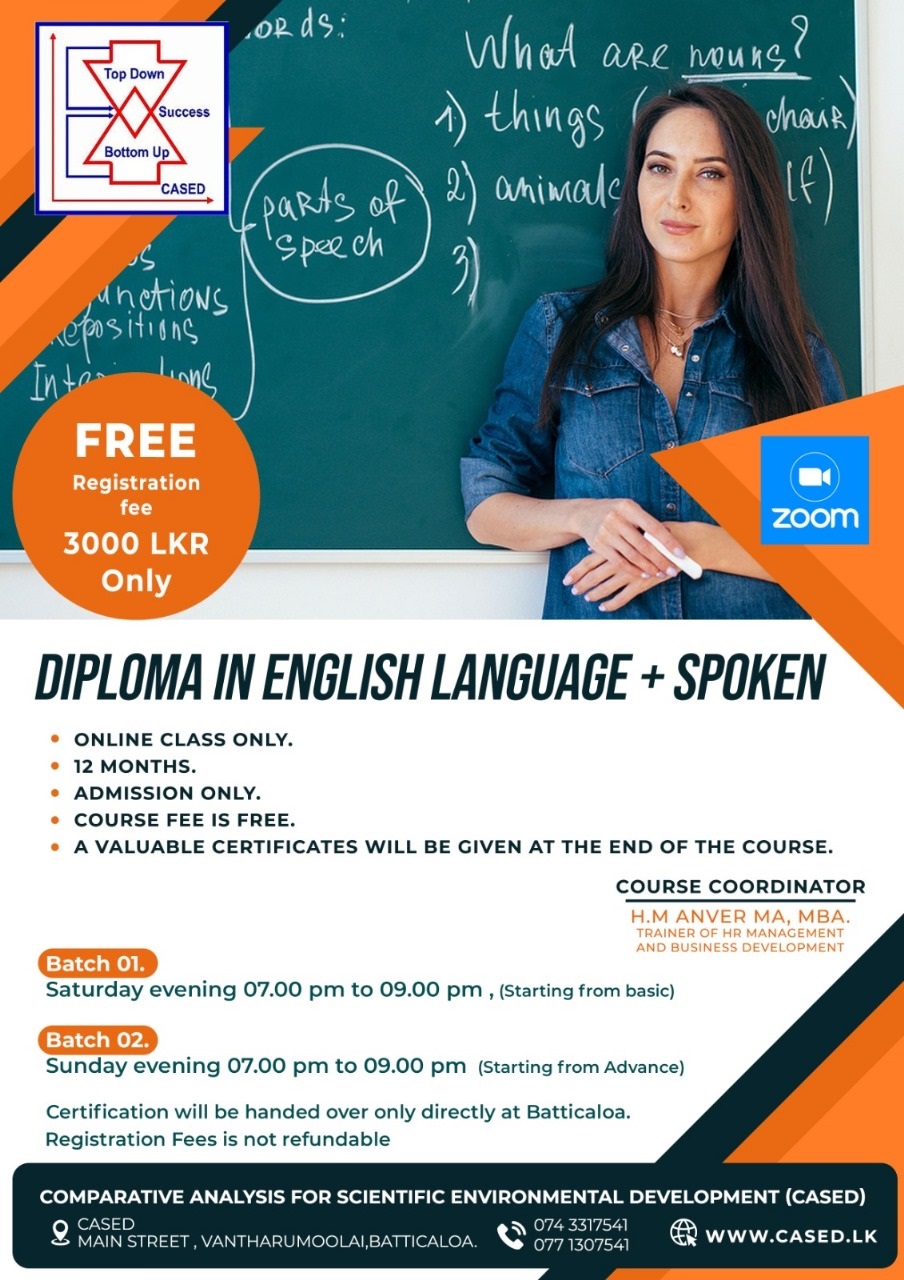 ORDS:
What are nouns?
1) things ( chair)
2) animals lf)
3)
parts of
speech
Top Down
Success
Bottom Up
CASED
FREE
Registration
fee
3000 LKR
Only
zoom
DIPLOMA IN ENGLISH LANGUAGE + SPOKEN
ONLINE CLASS ONLY.
12 MONTHS.
ADMISSION ONLY.
COURSE FEE IS FREE.
A VALUABLE CERTIFICATES WILL BE GIVEN AT THE END OF THE COURSE.
COURSE COORDINATOR
H.M ANVER MA, MBA.
TRAINER OF HR MANAGEMENT
AND BUSINESS DEVELOPMENT
Batch 01.
Saturday evening 07.00 pm to 09.00 pm , (Starting from basic)
Batch 02.
Sunday evening 07.00 pm to 09.00 pm (Starting from Advance)
Certification will be handed over only directly at Batticaloa.
Registration Fees is not refundable
COMPARATIVE ANALYSIS FOR SCIENTIFIC ENVIRONMENTAL DEVELOPMENT (CASED)
CASED
MAIN STREET , VANTHARUMOOLAI,BATTICALOA.
074 3317541
077 1307541
WWW.CASED.LK